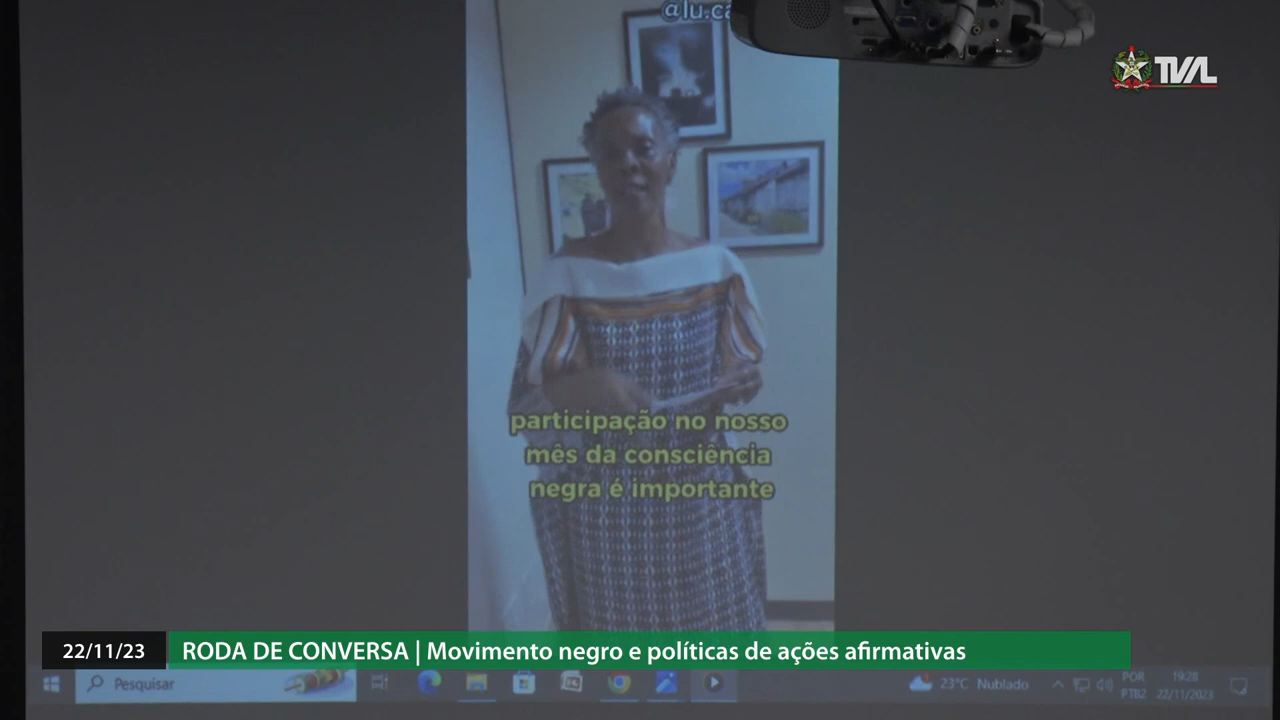 @lu.ca
TVAL
participação no nosso
mês da consciência
negra é importante
22/11/23 RODA DE CONVERSA | Movimento negro e políticas de ações afirmativas
Pesquisar 23°C Nublado POR 19:28
PTB2 22/11/2023